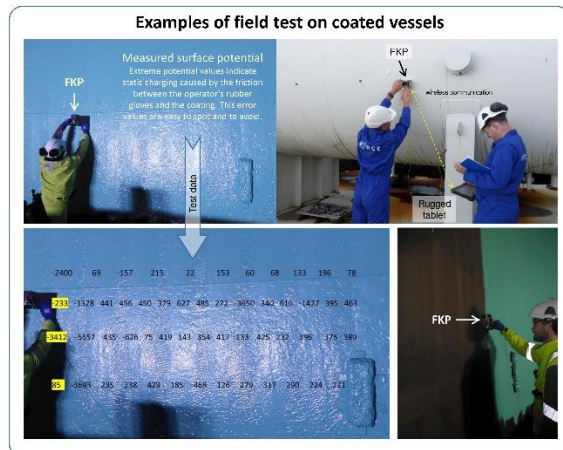 Examples of field test on coated vessels
Measured surface potential
Extreme potential values indicate
static charging caused by the friction
between the operator's rubber
gloves and the coating. This error
values are easy to spot and to avoid.
FKP
Test data
FKP
wireless communication
Rugged
tablet
-2400 69 -157 215 22 153 60 68 133 196 78
-233 -1328 441 456 450 379 627 485 272 -3650 340 616 -1427 395 463
-3412 -5557 435 -626 75 419 143 354 417 133 425 232 396 375 389
85 -3693 235 238 429 185 -468 126 279 317 290 224 221
FKP